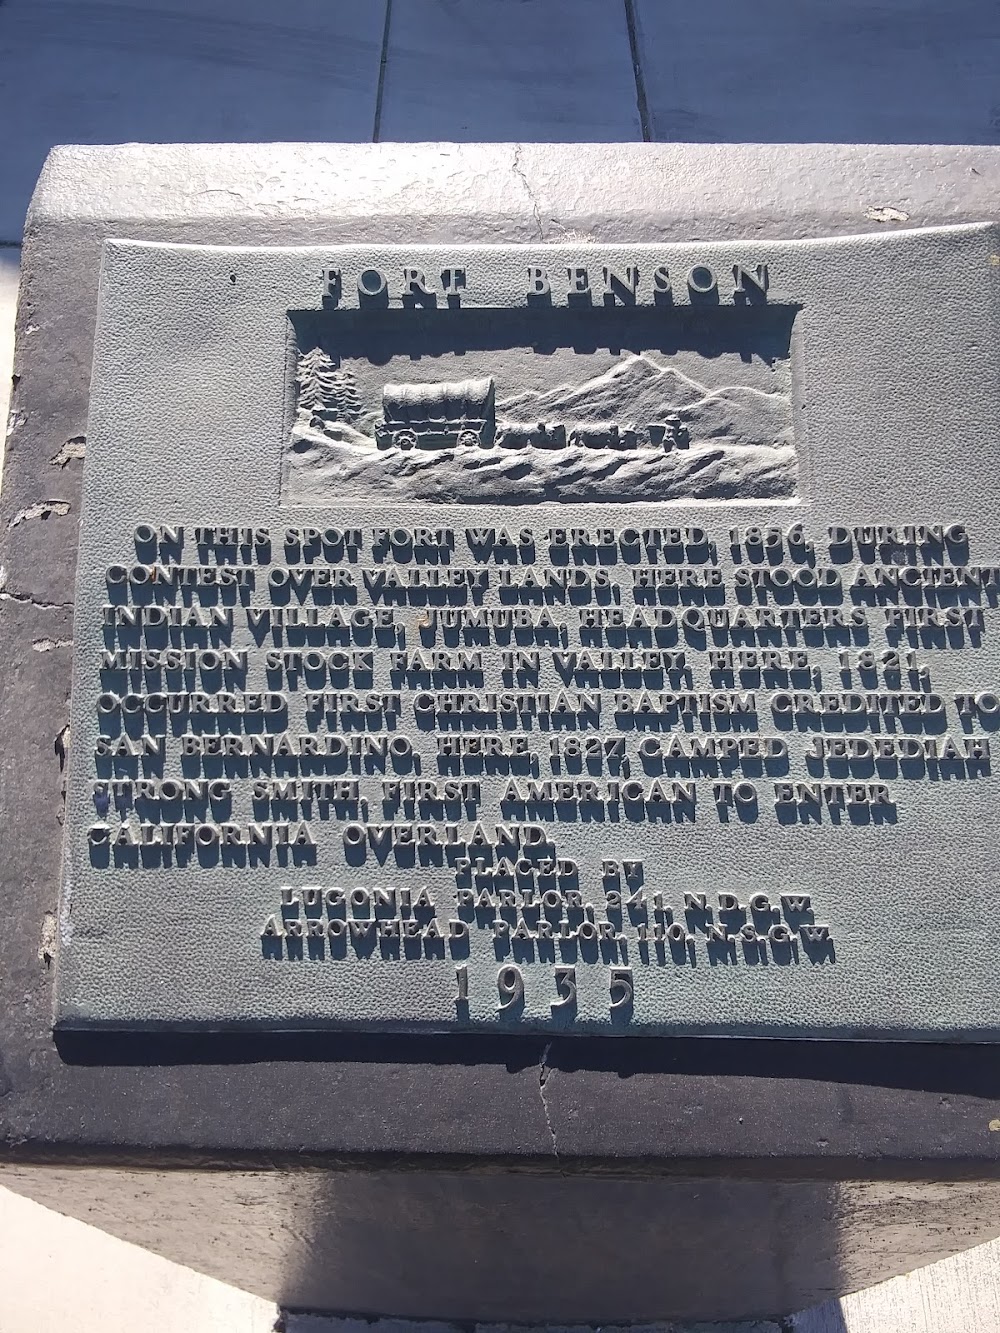 FORT BENSON
ON THIS SPOT FORT WAS ERECTED, 1856, DURING
CONTEST OVER VALLEY LANDS, HERE STOOD ANCIENT
INDIAN VILLAGE, JUMUBA, HEADQUARTERS FIRST
MISSION STOCK FARM IN VALLEY, HERE, 1821,
OCCURRED FIRST CHRISTIAN BAPTISM CREDITED TO
SAN BERNARDINO, HERE, 1827, CAMPED JEDEDIAH
STRONG SMITH, FIRST AMERICAN TO ENTER
CALIFORNIA OVERLAND.
PLACED BY
LUGONIA PARLOR, 241, N.D.G.W.
ARROWHEAD PARLOR, 110, N.S.G.W.
1935